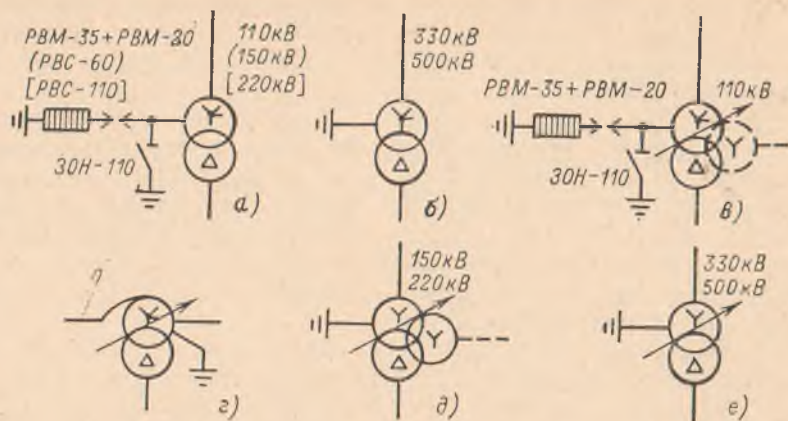 РВМ-35+РВМ-20
(РВС-60)
[РВС-110]
110кВ
(150кВ)
[220кВ]
ЗОН-110
а)
330кВ
500кВ
б)
РВМ-35+РВМ-20
110кВ
ЗОН-110
в)
г)
150кВ
220кВ
д)
330кВ
500кВ
е)